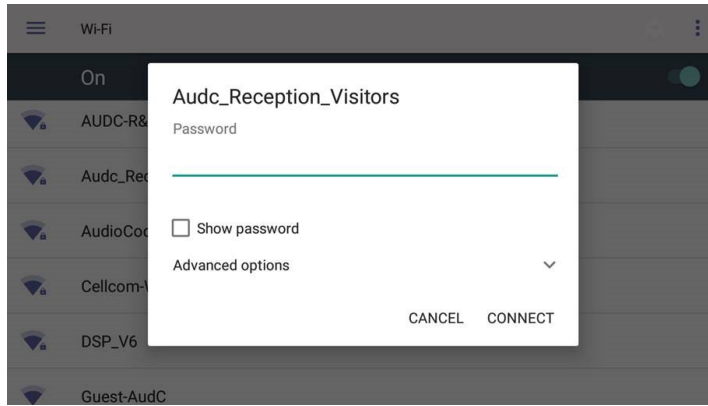 Wi-Fi
On
AUDC-R&
Audc_Rec
AudioCod
Cellcom-
DSP_V6
Guest-AudC
Audc_Reception_Visitors
Password
Show password
Advanced options
CANCEL CONNECT